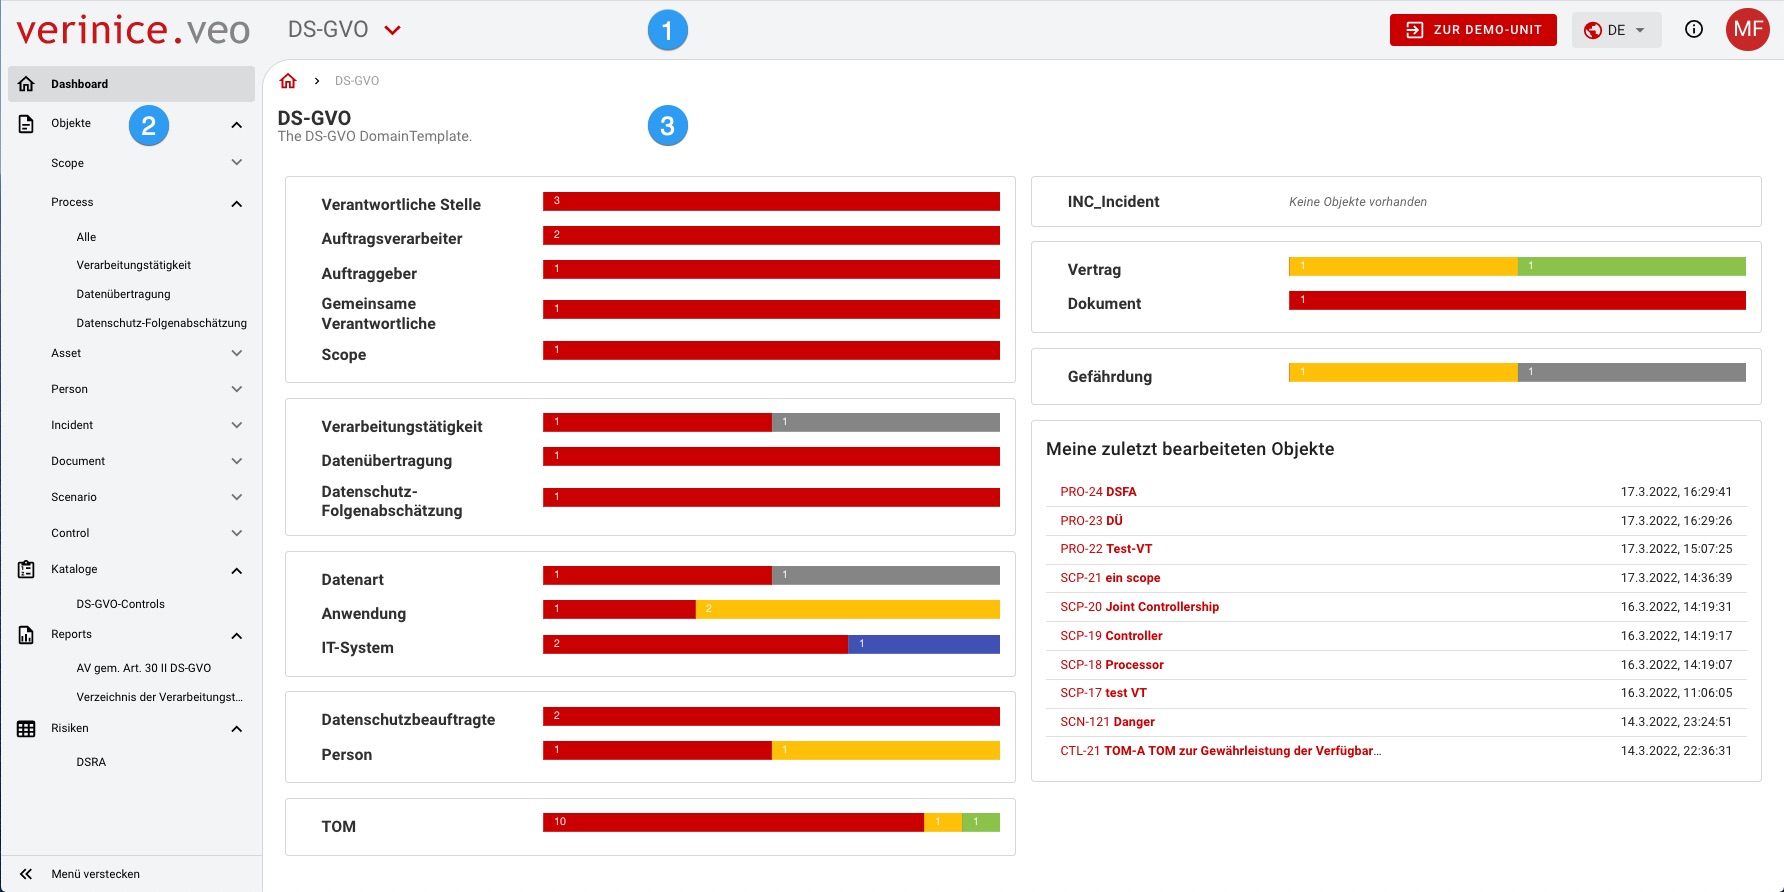 verinice.veo
DS-GVO
1
ZUR DEMO-UNIT
DE
MF
Dashboard
Objekte
2
Scope
Process
Alle
Verarbeitungstätigkeit
Datenübertragung
Datenschutz-Folgenabschätzung
Asset
Person
Incident
Document
Scenario
Control
Kataloge
DS-GVO-Controls
Reports
AV gem. Art. 30 II DS-GVO
Verzeichnis der Verarbeitungst...
Risiken
DSRA
Menü verstecken
DS-GVO
DS-GVO
The DS-GVO DomainTemplate.
3
Verantwortliche Stelle 3
Auftragsverarbeiter 2
Auftraggeber 1
Gemeinsame
Verantwortliche 1
Scope 1
Verarbeitungstätigkeit 1 1
Datenübertragung 1
Datenschutz-
Folgenabschätzung 1
Datenart 1 1
Anwendung 1 2
IT-System 2 1
Datenschutzbeauftragte 2
Person 1 1
TOM 10 1 1
INC_Incident Keine Objekte vorhanden
Vertrag 1 1
Dokument 1
Gefährdung 1 1
Meine zuletzt bearbeiteten Objekte
PRO-24 DSFA 17.3.2022, 16:29:41
PRO-23 DÜ 17.3.2022, 16:29:26
PRO-22 Test-VT 17.3.2022, 15:07:25
SCP-21 ein scope 17.3.2022, 14:36:39
SCP-20 Joint Controllership 16.3.2022, 14:19:31
SCP-19 Controller 16.3.2022, 14:19:17
SCP-18 Processor 16.3.2022, 14:19:07
SCP-17 test VT 16.3.2022, 11:06:05
SCN-121 Danger 14.3.2022, 23:24:51
CTL-21 TOM-A TOM zur Gewährleistung der Verfügbar... 14.3.2022, 22:36:31